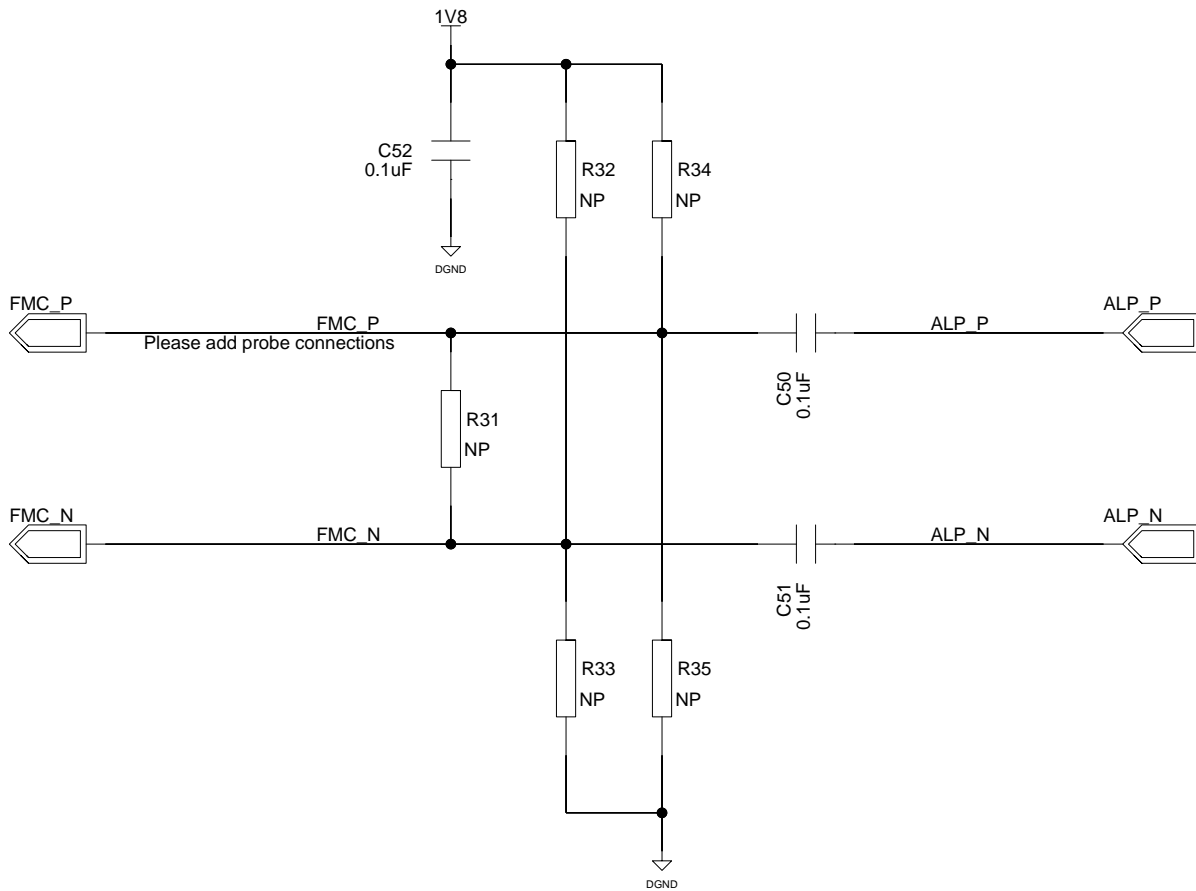 1V8
C52
0.1uF
R32
NP
R34
NP
DGND
FMC_P
FMC_P
Please add probe connections
ALP_P
ALP_P
C50
0.1uF
R31
NP
FMC_N
FMC_N
ALP_N
ALP_N
C51
0.1uF
R33
NP
R35
NP
DGND